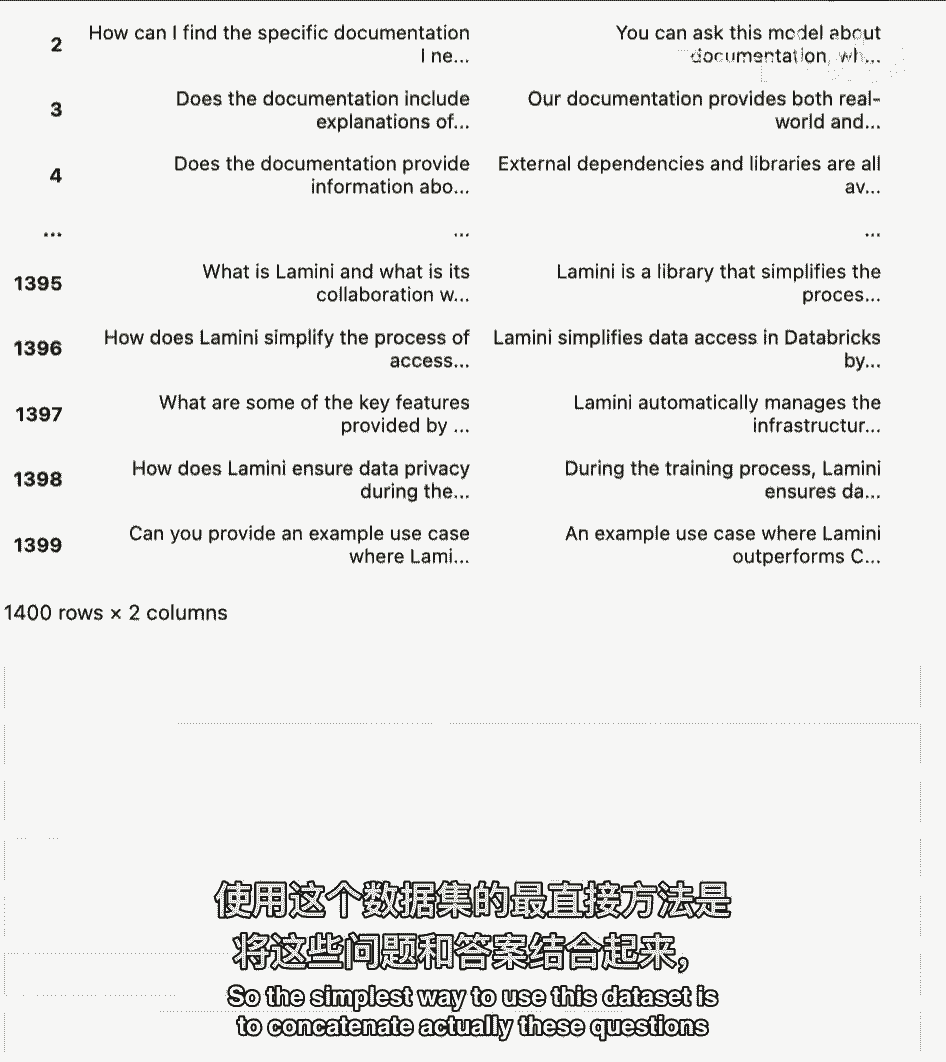 2 How can I find the specific documentation I ne... You can ask this model about documentation, wh...
3 Does the documentation include explanations of... Our documentation provides both real-world and...
4 Does the documentation provide information abo... External dependencies and libraries are all av...
... ... ...
1395 What is Lamini and what is its collaboration w... Lamini is a library that simplifies the proces...
1396 How does Lamini simplify the process of access... Lamini simplifies data access in Databricks by...
1397 What are some of the key features provided by ... Lamini automatically manages the infrastructur...
1398 How does Lamini ensure data privacy during the... During the training process, Lamini ensures da...
1399 Can you provide an example use case where Lami... An example use case where Lamini outperforms C...
1400 rows × 2 columns
使用这个数据集的最直接方法是
将这些问题和答案结合起来，
So the simplest way to use this dataset is
to concatenate actually these questions